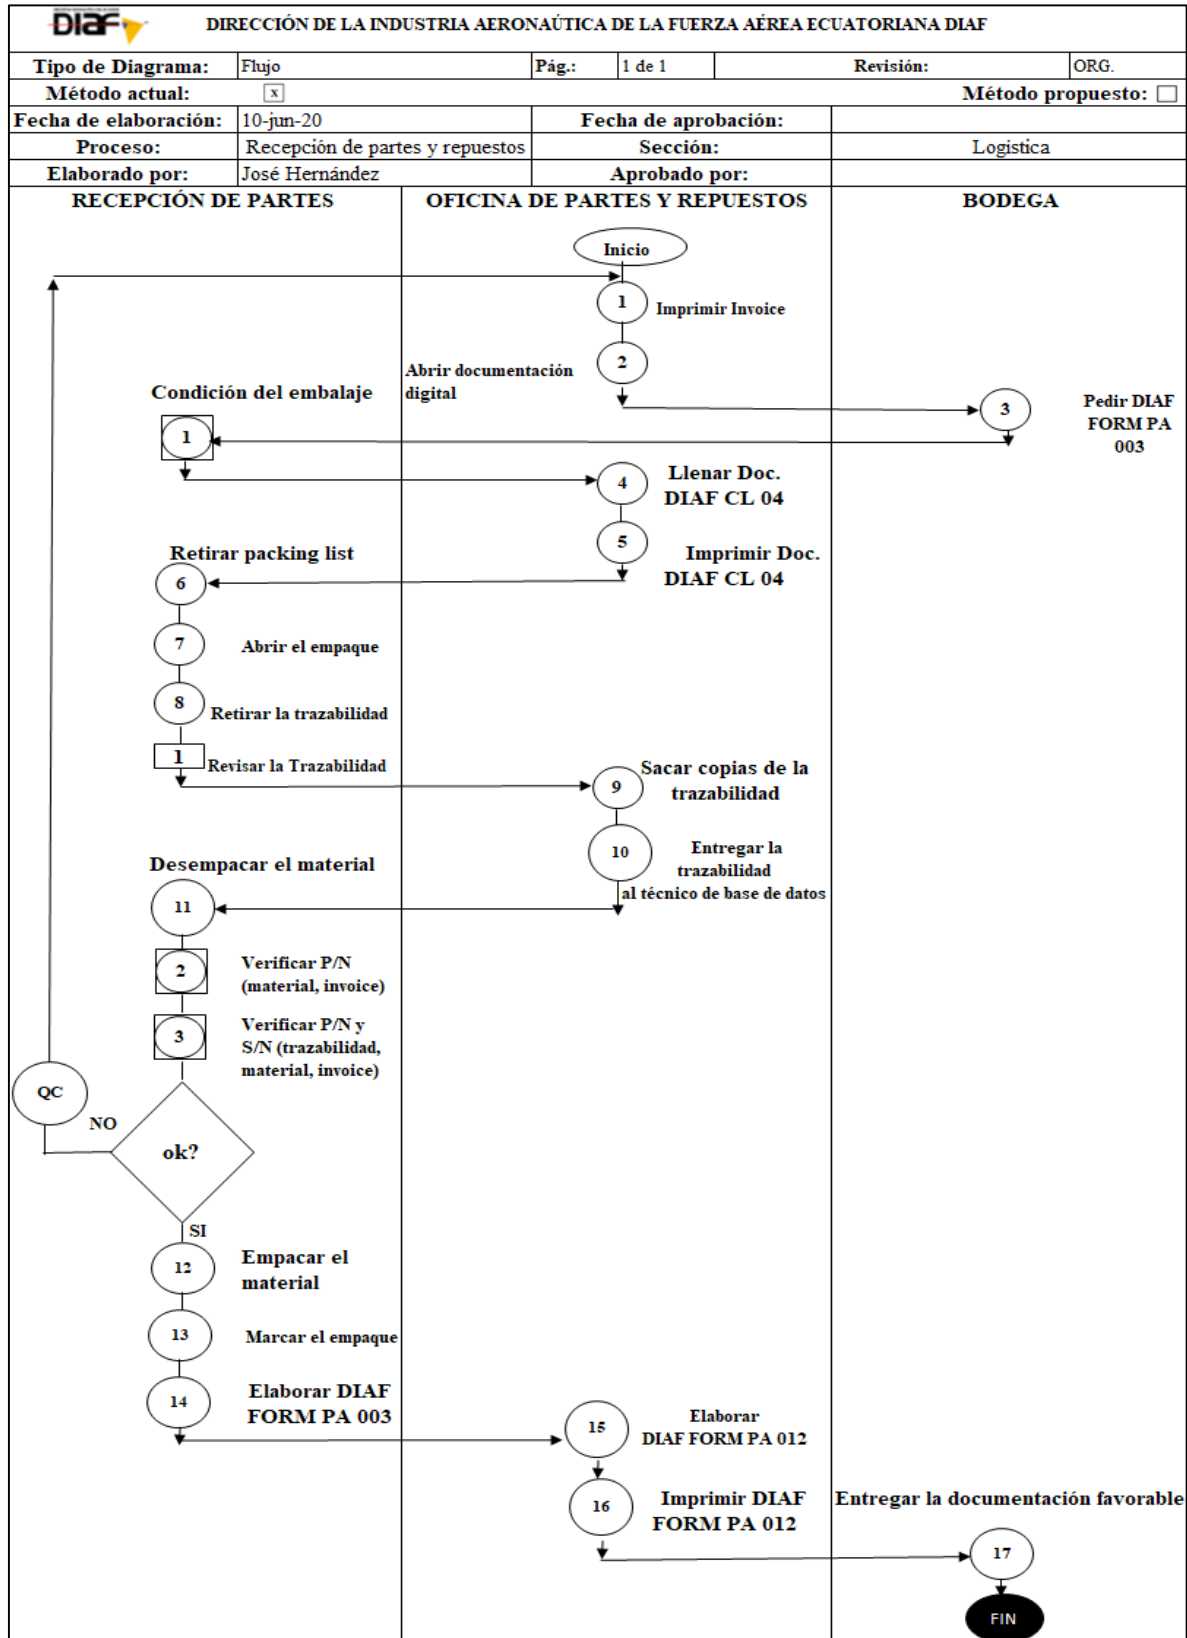 DIAF
DIRECCIÓN DE LA INDUSTRIA AERONAÚTICA DE LA FUERZA AÉREA ECUATORIANA DIAF
Tipo de Diagrama: Flujo Pág.: 1 de 1 Revisión: ORG.
Método actual: x Método propuesto:
Fecha de elaboración: 10-jun-20 Fecha de aprobación:
Proceso: Recepción de partes y repuestos Sección: Logistica
Elaborado por: José Hernández Aprobado por:
RECEPCIÓN DE PARTES OFICINA DE PARTES Y REPUESTOS BODEGA
Inicio
1
Imprimir Invoice
2
Abrir documentación
digital
3
Pedir DIAF
FORM PA
003
Condición del embalaje
1
4
Llenar Doc.
DIAF CL 04
5
Imprimir Doc.
DIAF CL 04
Retirar packing list
6
7
Abrir el empaque
8
Retirar la trazabilidad
1
Revisar la Trazabilidad
9
Sacar copias de la
trazabilidad
10
Entregar la
trazabilidad
al técnico de base de datos
Desempacar el material
11
2
Verificar P/N
(material, invoice)
3
Verificar P/N y
S/N (trazabilidad,
material, invoice)
QC
NO
ok?
SI
12
Empacar el
material
13
Marcar el empaque
14
Elaborar DIAF
FORM PA 003
15
Elaborar
DIAF FORM PA 012
16
Imprimir DIAF
FORM PA 012
Entregar la documentación favorable
17
FIN